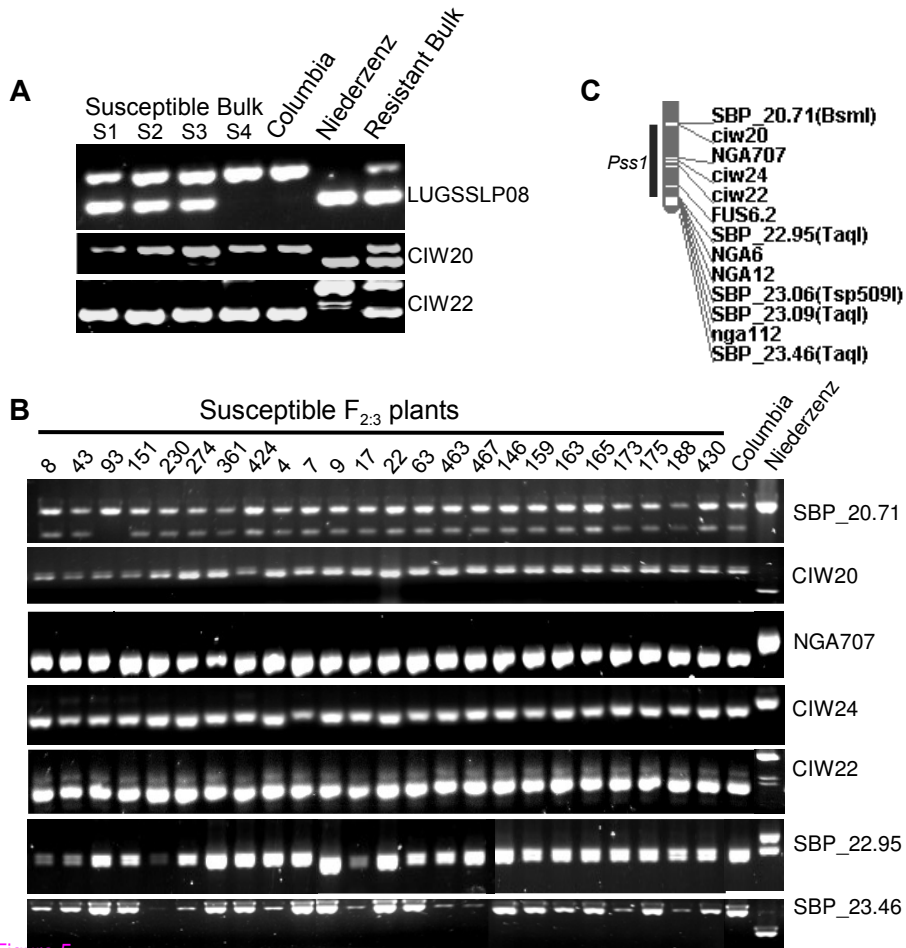 A
Susceptible Bulk
S1 S2 S3 S4 Columbia Niederzenz Resistant Bulk
LUGSSLP08
CIW20
CIW22
C
Pss1
SBP_20.71(BsmI)
ciw20
NGA707
ciw24
ciw22
FUS6.2
SBP_22.95(TaqI)
NGA6
NGA12
SBP_23.06(Tsp509I)
SBP_23.09(TaqI)
nga112
SBP_23.46(TaqI)
B
Susceptible F2:3 plants
8 43 93 151 230 274 361 424 4 7 9 17 22 63 463 467 146 159 163 165 173 175 188 430 Columbia Niederzenz
SBP_20.71
CIW20
NGA707
CIW24
CIW22
SBP_22.95
SBP_23.46